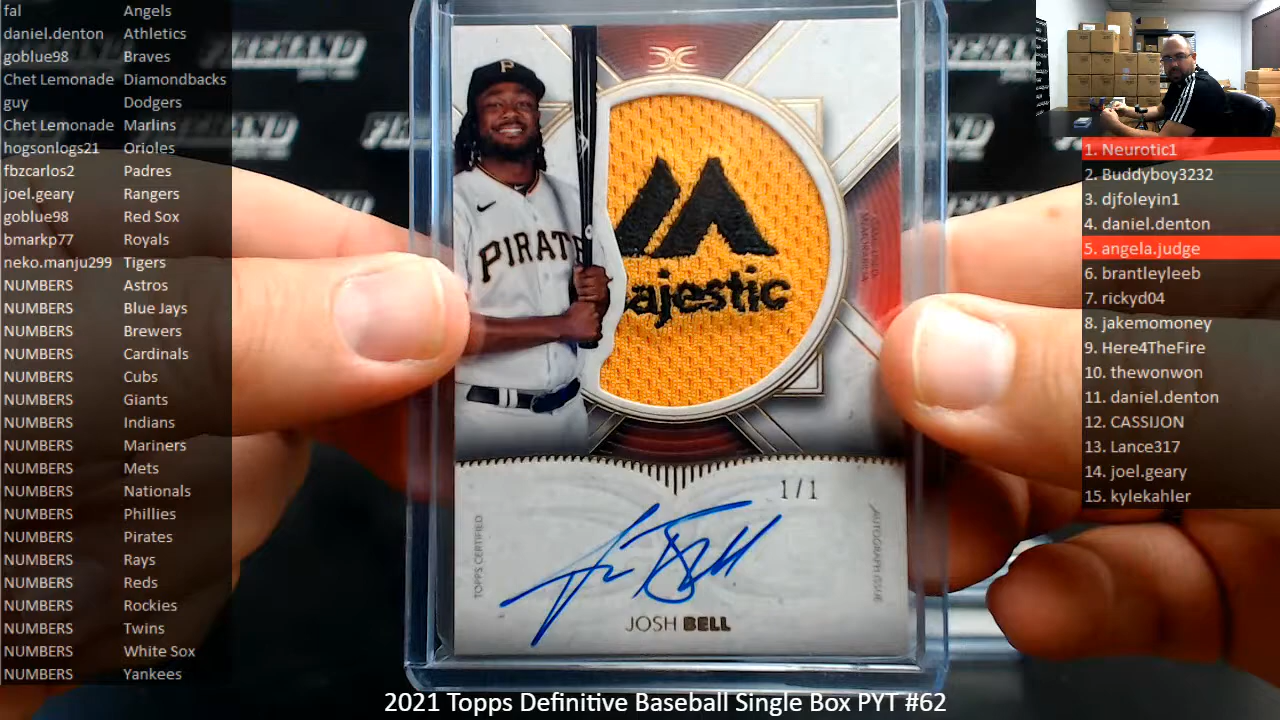 fal Angels
daniel.denton Athletics
goblue98 Braves
Chet Lemonade Diamondbacks
guy Dodgers
Chet Lemonade Marlins
hogsonlogs21 Orioles
fbzcarlos2 Padres
joel.geary Rangers
goblue98 Red Sox
bmarkp77 Royals
neko.manju299 Tigers
NUMBERS Astros
NUMBERS Blue Jays
NUMBERS Brewers
NUMBERS Cardinals
NUMBERS Cubs
NUMBERS Giants
NUMBERS Indians
NUMBERS Mariners
NUMBERS Mets
NUMBERS Nationals
NUMBERS Phillies
NUMBERS Pirates
NUMBERS Rays
NUMBERS Reds
NUMBERS Rockies
NUMBERS Twins
NUMBERS White Sox
NUMBERS Yankees
P
PIRATE
ajestic
1/1
TOPPS CERTIFIED
AUTOGRAPH ISSUE
Josh Bell
JOSH BELL
1. Neurotic1
2. Buddyboy3232
3. djfoleyin1
4. daniel.denton
5. angela.judge
6. brantleyleeb
7. rickyd04
8. jakemomoney
9. Here4TheFire
10. thewonwon
11. daniel.denton
12. CASSIJON
13. Lance317
14. joel.geary
15. kylekahler
2021 Topps Definitive Baseball Single Box PYT #62